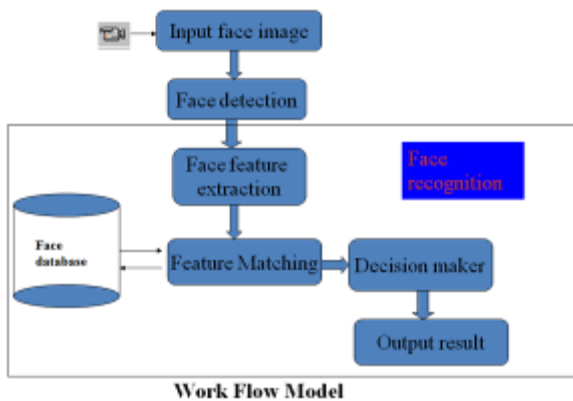 Input face image
Face detection
Face feature
extraction
Face
recognition
Face
database
Feature Matching
Decision maker
Output result
Work Flow Model